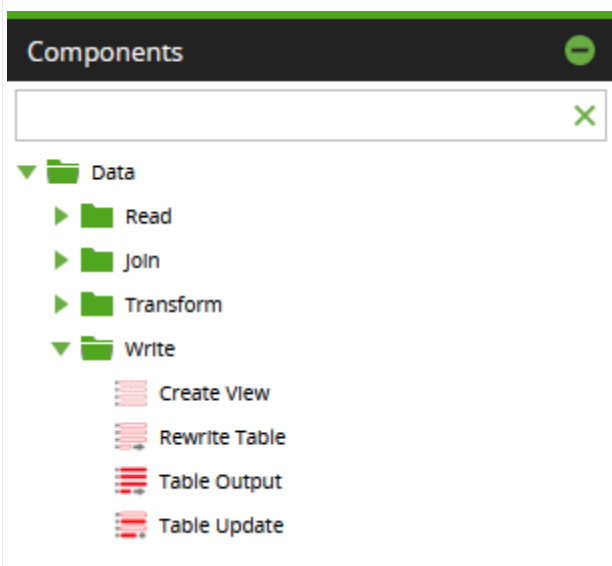 Components
Data
Read
Join
Transform
Write
Create View
Rewrite Table
Table Output
Table Update